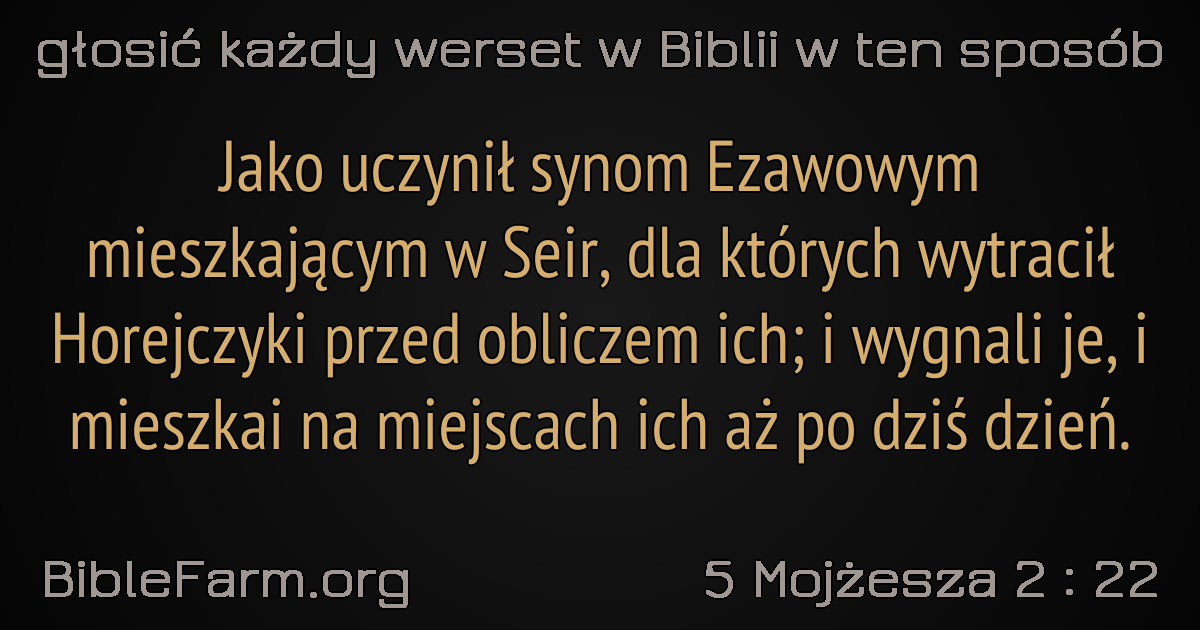 głosić każdy werset w Biblii w ten sposób
Jako uczynił synom Ezawowym
mieszkającym w Seir, dla których wytracił
Horejczyki przed obliczem ich; i wygnali je, i
mieszkai na miejscach ich aż po dziś dzień.
BibleFarm.org
5 Mojżesza 2 : 22